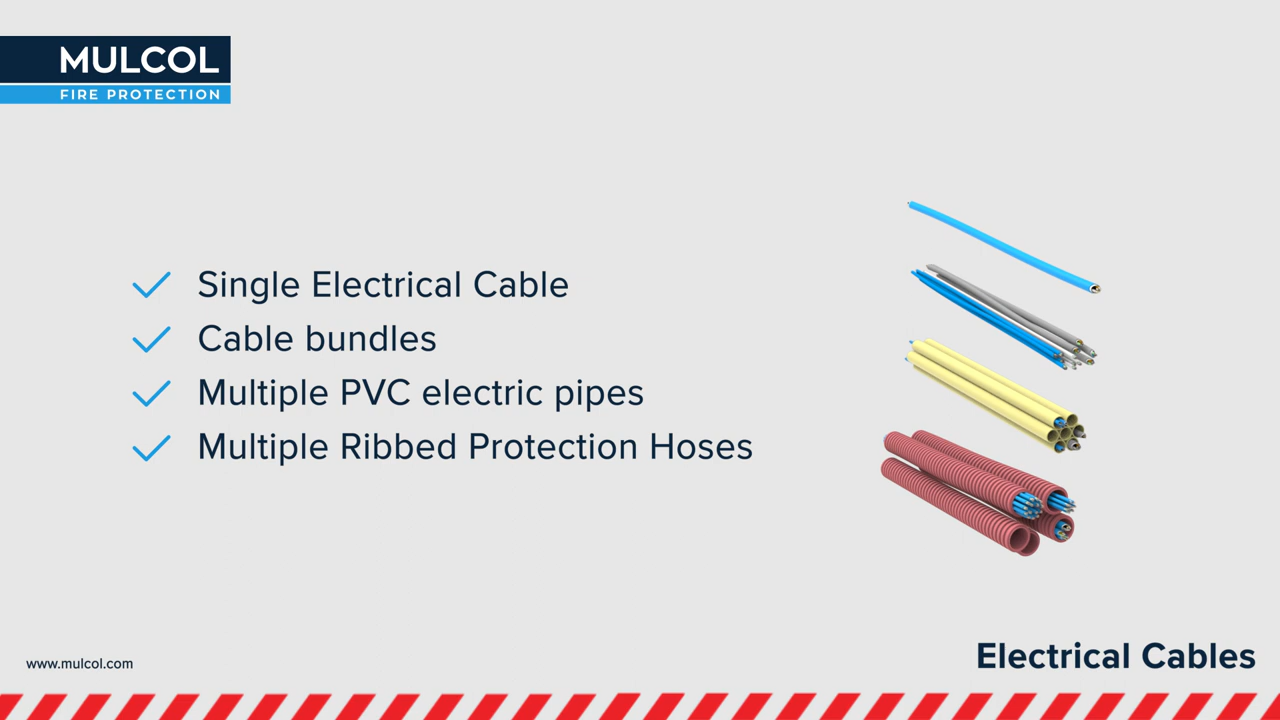 MULCOL
FIRE PROTECTION
Single Electrical Cable
Cable bundles
Multiple PVC electric pipes
Multiple Ribbed Protection Hoses
www.mulcol.com
Electrical Cables